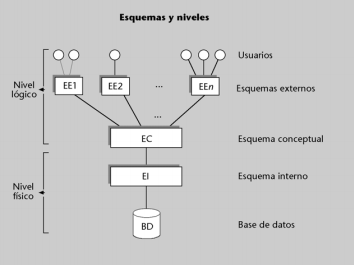 Esquemas y niveles
Usuarios
Nivel
lógico
EE1
EE2
...
EEn
Esquemas externos
...
EC
Esquema conceptual
Nivel
físico
EI
Esquema interno
BD
Base de datos